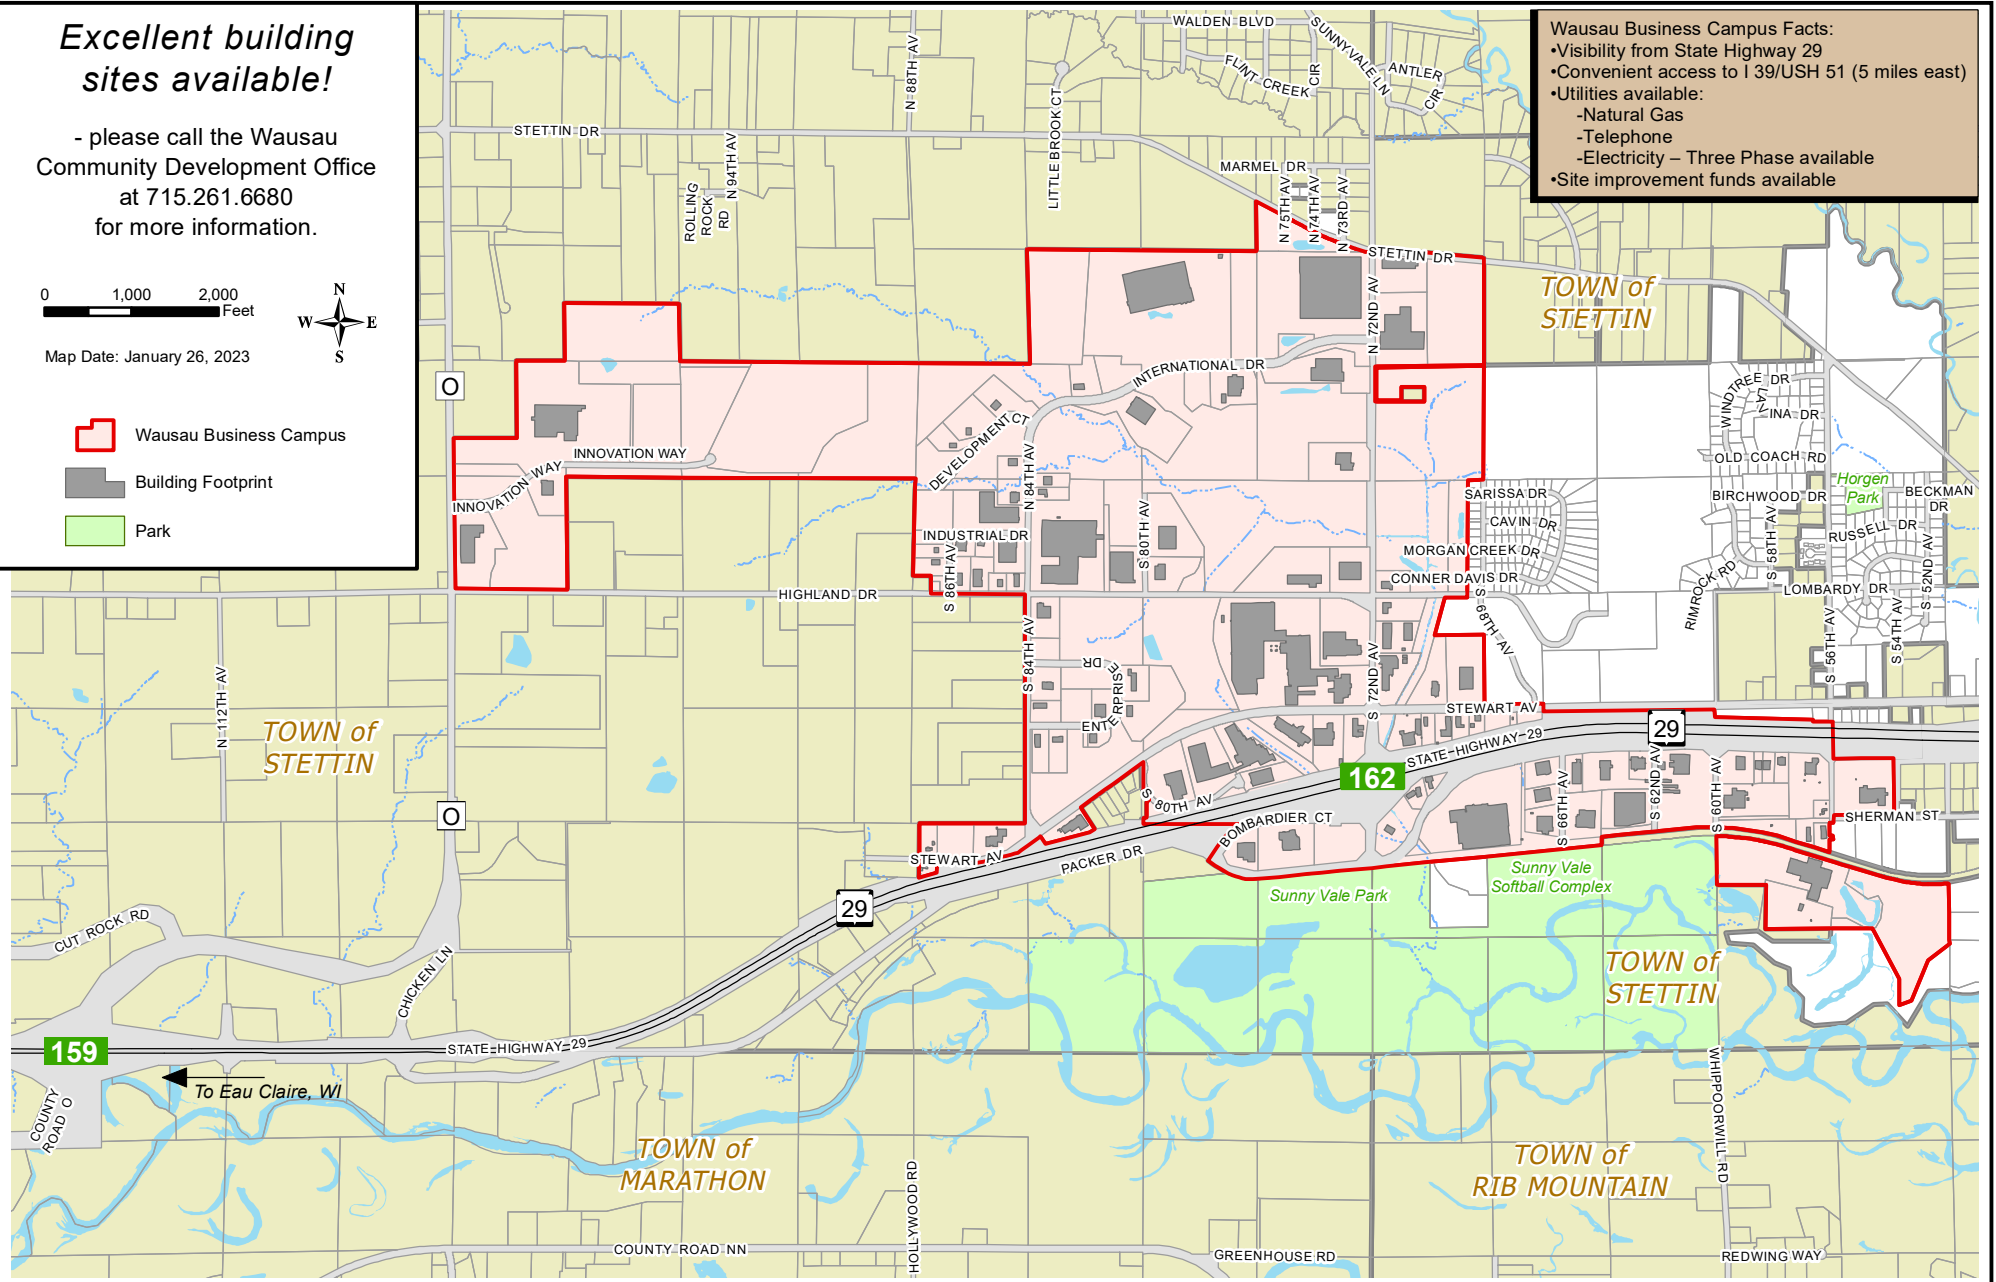 Excellent building
sites available!
- please call the Wausau
Community Development Office
at 715.261.6680
for more information.
0 1,000 2,000
Feet
N
W E
S
Map Date: January 26, 2023
Wausau Business Campus
Building Footprint
Park
Wausau Business Campus Facts:
•Visibility from State Highway 29
•Convenient access to I 39/USH 51 (5 miles east)
•Utilities available:
-Natural Gas
-Telephone
-Electricity – Three Phase available
•Site improvement funds available
WALDEN BLVD
SUNNYVALE LN
FLINT CREEK
CIR
ANTLER
CIR
N 88TH AV
LITTLE BROOK CT
STETTIN DR
N 94TH AV
ROLLING
ROCK
RD
MARMEL DR
N 75TH AV
N 74TH AV
N 73RD AV
STETTIN DR
TOWN of
STETTIN
N 72ND AV
INTERNATIONAL DR
O
WINDTREE DR
LAV
INA DR
DEVELOPMENT CT
INNOVATION WAY
INNOVATION WAY
OLD COACH RD
N 84TH AV
Horgen
Park
SARISSA DR
BIRCHWOOD DR
BECKMAN
DR
CAVIN DR
INDUSTRIAL DR
S 80TH AV
RUSSELL DR
MORGAN CREEK DR
S 58TH AV
S 52ND AV
S 86TH AV
CONNER DAVIS DR
RIMROCK RD
LOMBARDY DR
HIGHLAND DR
S 68TH AV
S 56TH AV
S 54TH AV
N 112TH AV
S 84TH AV
DR
ENTERPRISE
S 72ND AV
STEWART AV
TOWN of
STETTIN
29
STATE HIGHWAY 29
162
S 80TH AV
S 66TH AV
S 62ND AV
S 60TH AV
O
BOMBARDIER CT
SHERMAN ST
STEWART AV
PACKER DR
Sunny Vale Park
Sunny Vale
Softball Complex
29
CUT ROCK RD
CHICKEN LN
TOWN of
STETTIN
159
STATE HIGHWAY 29
To Eau Claire, WI
COUNTY
ROAD O
WHIPPOORWILL RD
TOWN of
MARATHON
TOWN of
RIB MOUNTAIN
HOLLYWOOD RD
COUNTY ROAD NN
GREENHOUSE RD
REDWING WAY